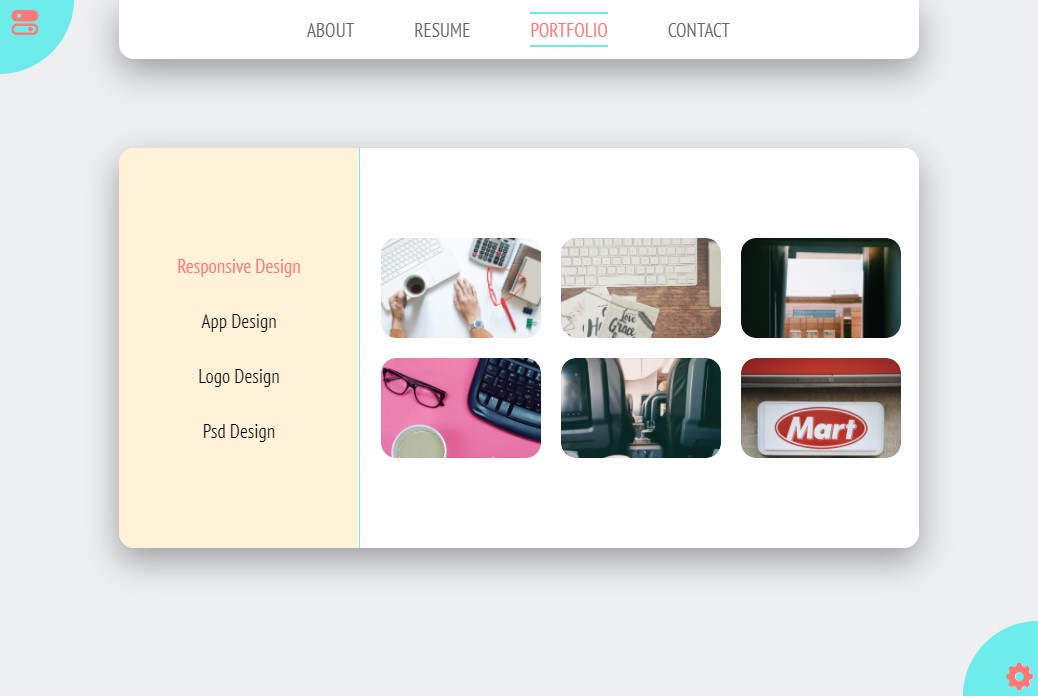 ABOUT RESUME PORTFOLIO CONTACT
Responsive Design
App Design
Logo Design
Psd Design
Love
Grace
Mart